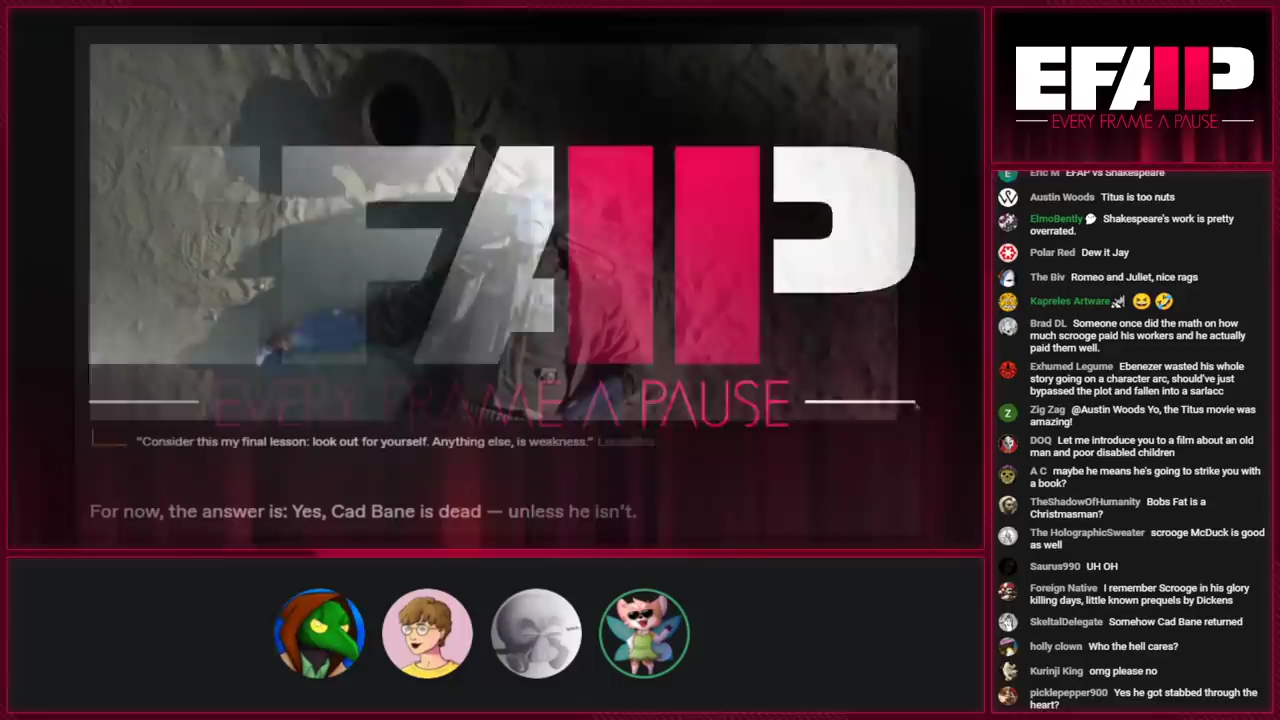 EFAP
EVERY FRAME A PAUSE
"Consider this my final lesson: look out for yourself. Anything else, is weakness." Lucasfilm
For now, the answer is: Yes, Cad Bane is dead — unless he isn't.
EFAP
EVERY FRAME A PAUSE
Eric M EFAP vs Shakespeare
Austin Woods Titus is too nuts
ElmoBently Shakespeare's work is pretty
overrated.
Polar Red Dew it Jay
The Biv Romeo and Juliet, nice rags
Kapreles Artware
Brad DL Someone once did the math on how
much scrooge paid his workers and he actually
paid them well.
Exhumed Legume Ebenezer wasted his whole
story going on a character arc, should've just
bypassed the plot and fallen into a sarlacc
Zig Zag @Austin Woods Yo, the Titus movie was
amazing!
DOQ Let me introduce you to a film about an old
man and poor disabled children
A C maybe he means he's going to strike you with
a book?
TheShadowOfHumanity Bobs Fat is a
Christmasman?
The HolographicSweater scrooge McDuck is good
as well
Saurus990 UH OH
Foreign Native I remember Scrooge in his glory
killing days, little known prequels by Dickens
SkeltalDelegate Somehow Cad Bane returned
holly clown Who the hell cares?
Kurinji King omg please no
picklepepper900 Yes he got stabbed through the
heart?